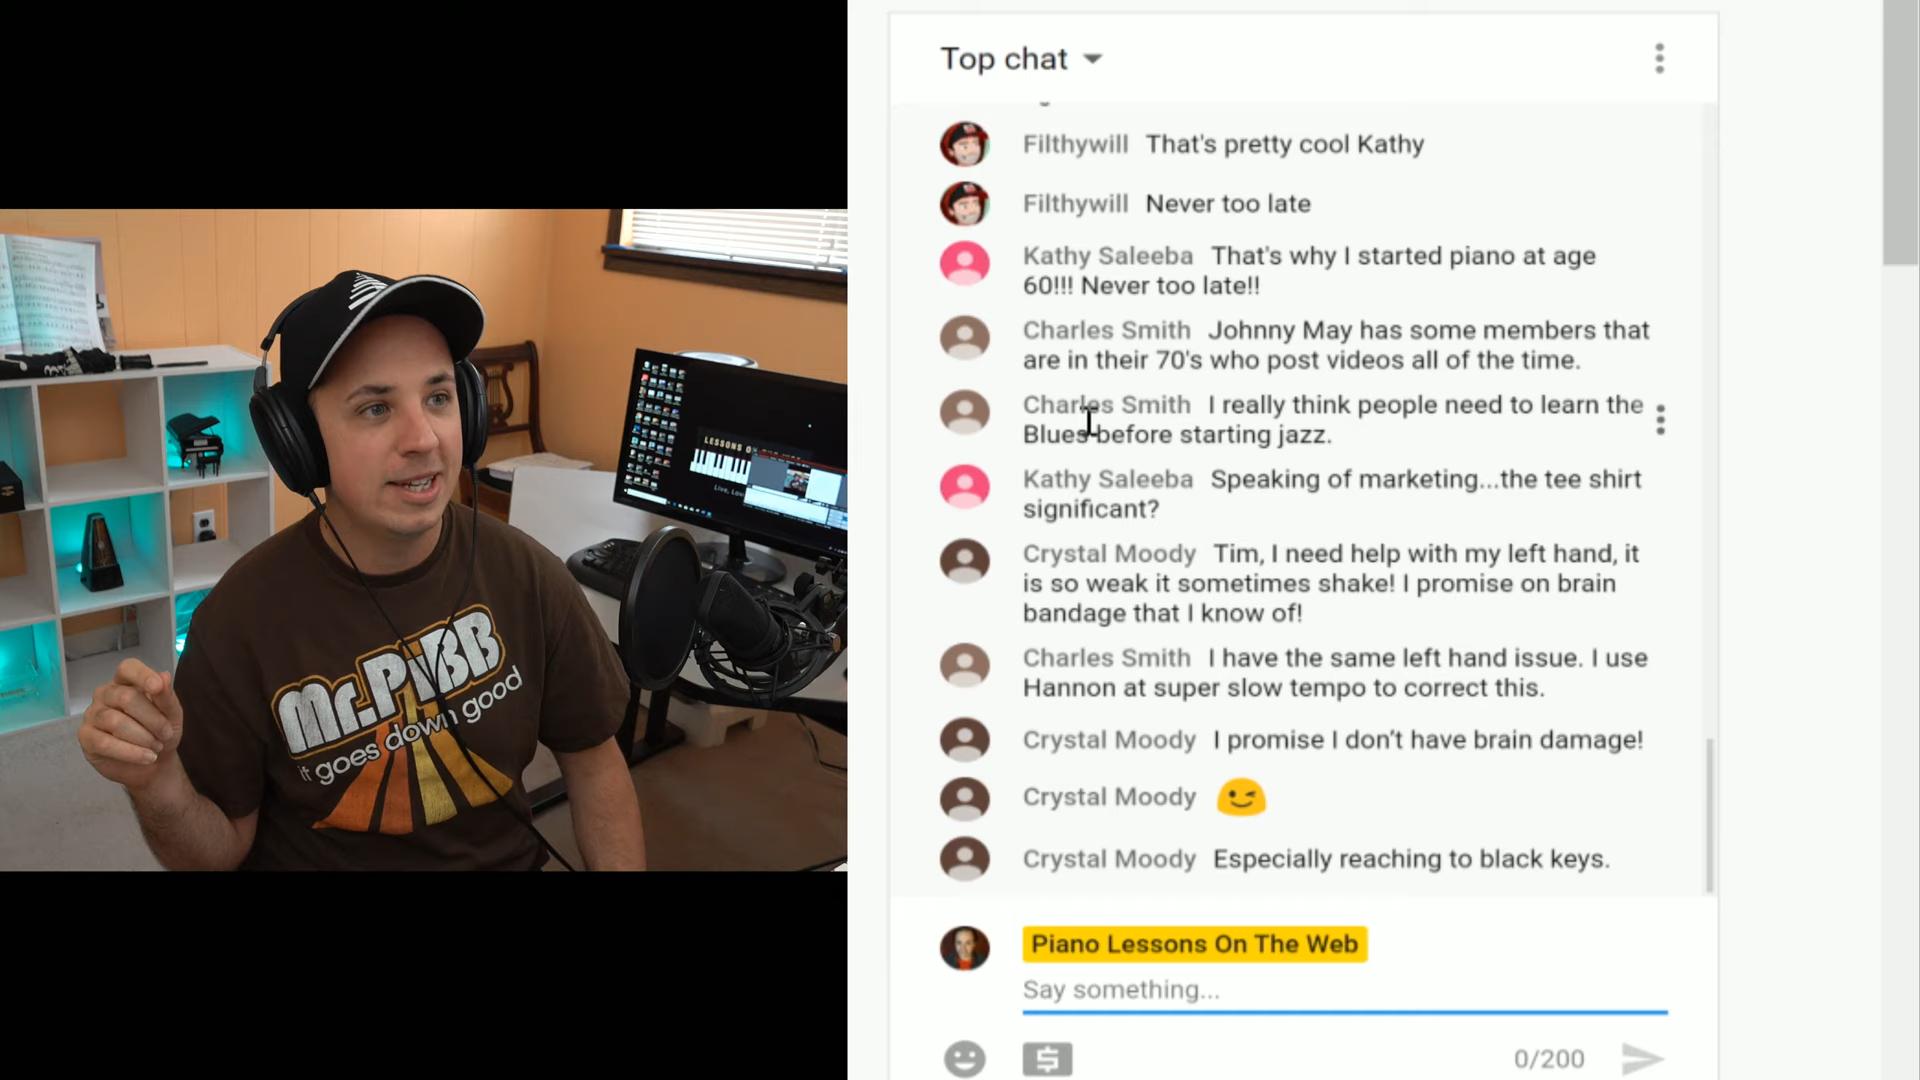 Top chat
Filthywill That's pretty cool Kathy
Filthywill Never too late
Kathy Saleeba That's why I started piano at age
60!!! Never too late!!
Charles Smith Johnny May has some members that
are in their 70's who post videos all of the time.
Charles Smith I really think people need to learn the
Blues before starting jazz.
Kathy Saleeba Speaking of marketing...the tee shirt
significant?
Crystal Moody Tim, I need help with my left hand, it
is so weak it sometimes shake! I promise on brain
bandage that I know of!
Charles Smith I have the same left hand issue. I use
Hannon at super slow tempo to correct this.
Crystal Moody I promise I don't have brain damage!
Crystal Moody 😉
Crystal Moody Especially reaching to black keys.
Piano Lessons On The Web
Say something...
0/200
LESSONS
Mr. PiBB
it goes down good